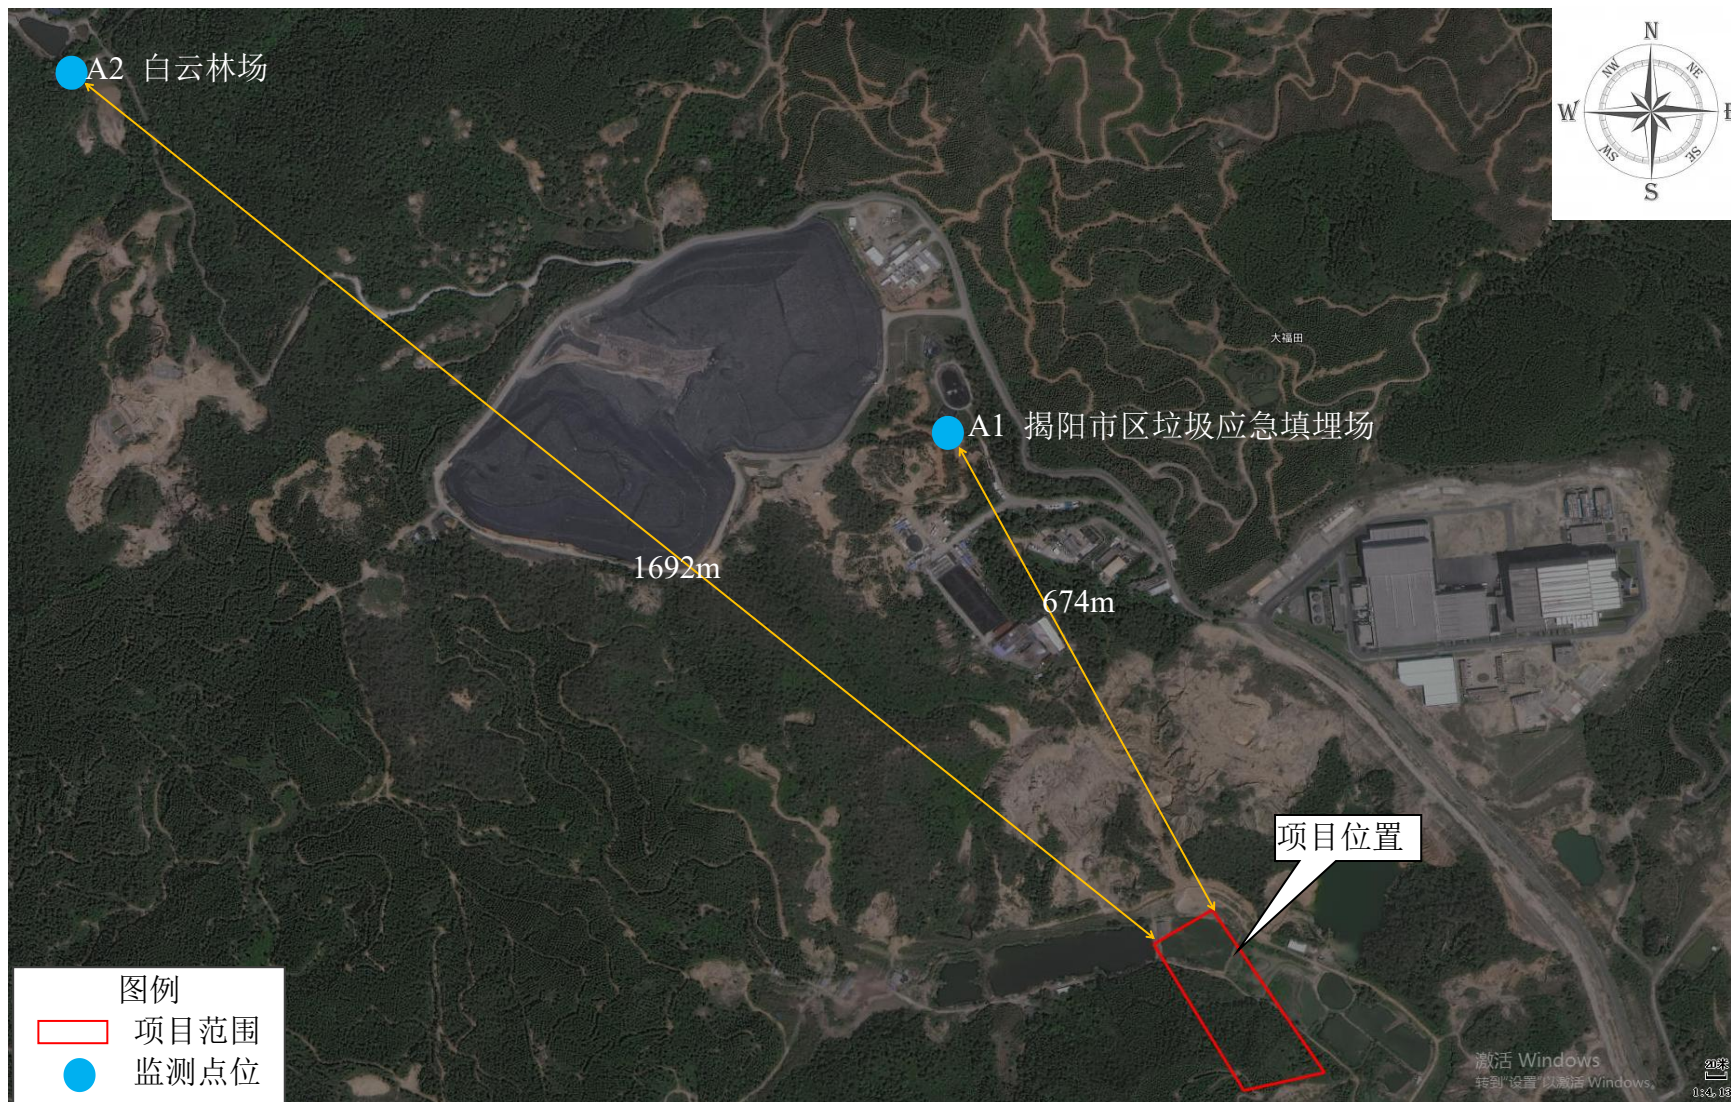 A2 白云林场
N
NW
NE
W
E
SW
SE
S
大福田
A1 揭阳市区垃圾应急填埋场
1692m
674m
项目位置
图例
项目范围
监测点位
激活 Windows
转到"设置"以激活 Windows。